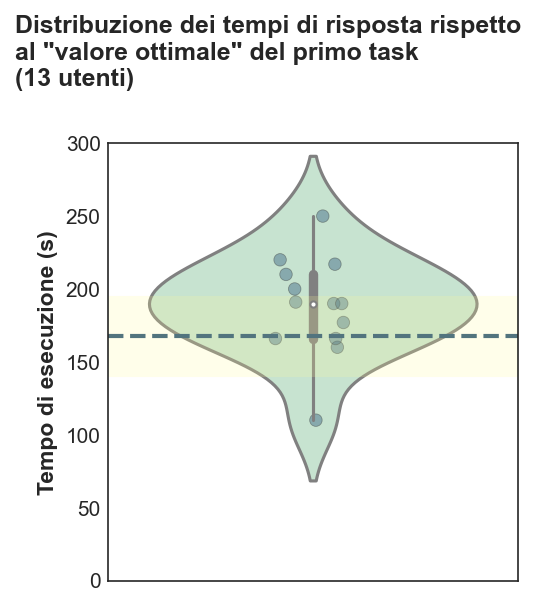 Distribuzione dei tempi di risposta rispetto
al "valore ottimale" del primo task
(13 utenti)
300
250
200
150
100
50
0
Tempo di esecuzione (s)